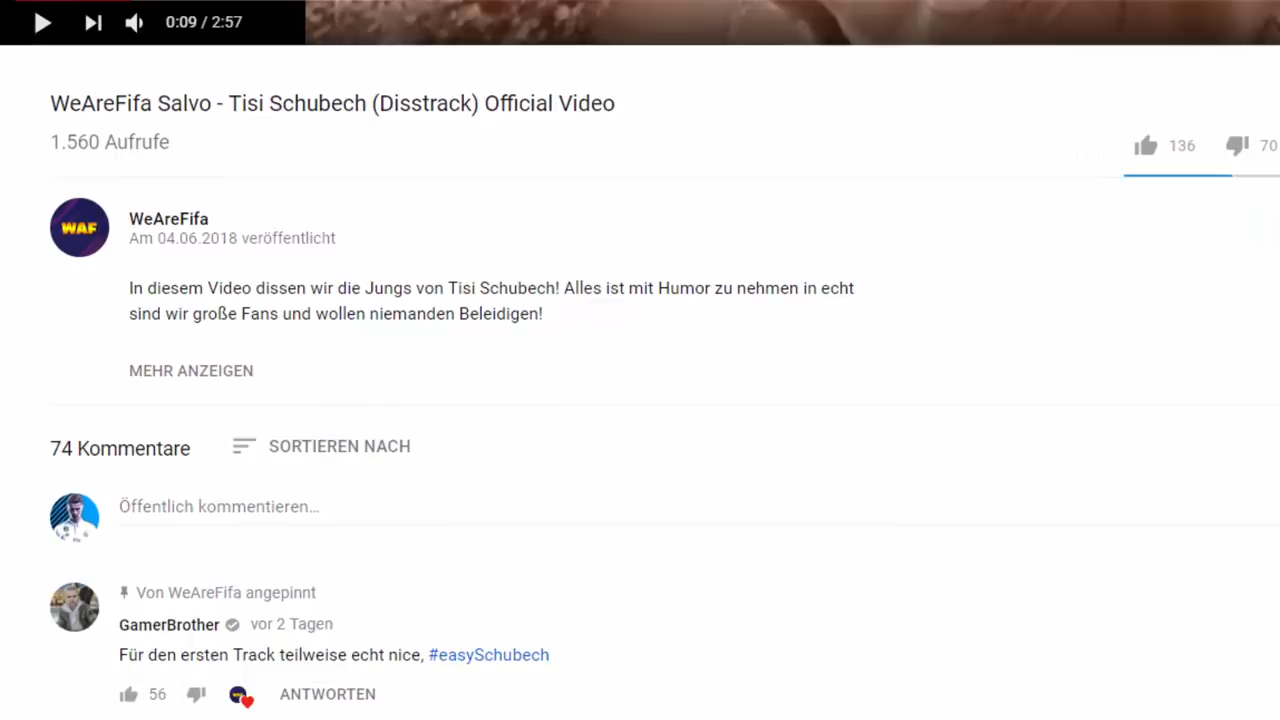 0:09 / 2:57
WeAreFifa Salvo - Tisi Schubech (Disstrack) Official Video
1.560 Aufrufe
136
70
WAF
WeAreFifa
Am 04.06.2018 veröffentlicht
In diesem Video dissen wir die Jungs von Tisi Schubech! Alles ist mit Humor zu nehmen in echt
sind wir große Fans und wollen niemanden Beleidigen!
MEHR ANZEIGEN
74 Kommentare
SORTIEREN NACH
Öffentlich kommentieren...
Von WeAreFifa angepinnt
GamerBrother vor 2 Tagen
Für den ersten Track teilweise echt nice, #easySchubech
56
ANTWORTEN